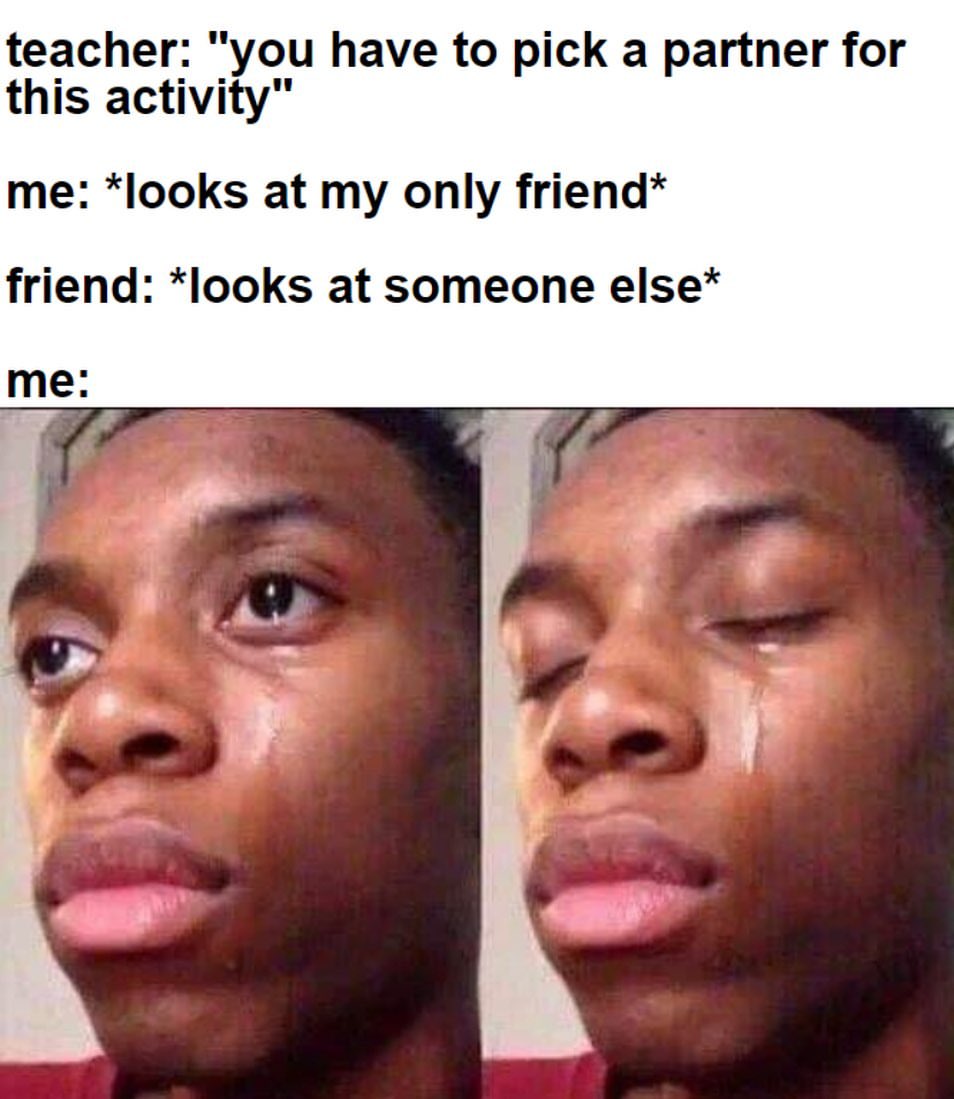 teacher: "you have to pick a partner for
this activity"
me: *looks at my only friend*
friend: *looks at someone else*
me: